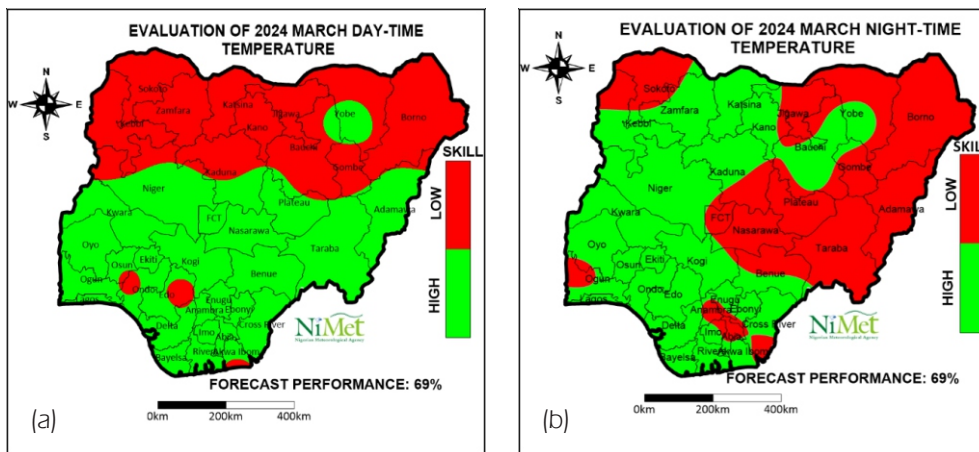 EVALUATION OF 2024 MARCH DAY-TIME
TEMPERATURE
N
W
E
S
Sokoto
Zamfara
Katsina
Jigawa
Yobe
Borno
Kebbi
Kano
Bauchi
Gombe
Kaduna
Niger
Plateau
Adamawa
Kwara
FCT
Nasarawa
Taraba
Oyo
Osun
Ekiti
Kogi
Benue
Ogun
Ondo
Edo
Lagos
Enugu
Anambra
Ebonyi
Delta
Imo
Abia
Cross River
Bayelsa
Rivers
Akwa Ibom
SKILL
LOW
HIGH
NiMet
Nigerian Meteorological Agency
FORECAST PERFORMANCE: 69%
0km
200km
400km
(a)
EVALUATION OF 2024 MARCH NIGHT-TIME
TEMPERATURE
N
W
E
S
Sokoto
Zamfara
Katsina
Jigawa
Yobe
Borno
Kebbi
Kano
Bauchi
Gombe
Kaduna
Niger
Plateau
Adamawa
Kwara
FCT
Nasarawa
Taraba
Oyo
Osun
Ekiti
Kogi
Benue
Ogun
Ondo
Edo
Lagos
Enugu
Anambra
Ebonyi
Delta
Imo
Abia
Cross River
Bayelsa
Rivers
Akwa Ibom
SKILL
LOW
HIGH
NiMet
Nigerian Meteorological Agency
FORECAST PERFORMANCE: 69%
0km
200km
400km
(b)